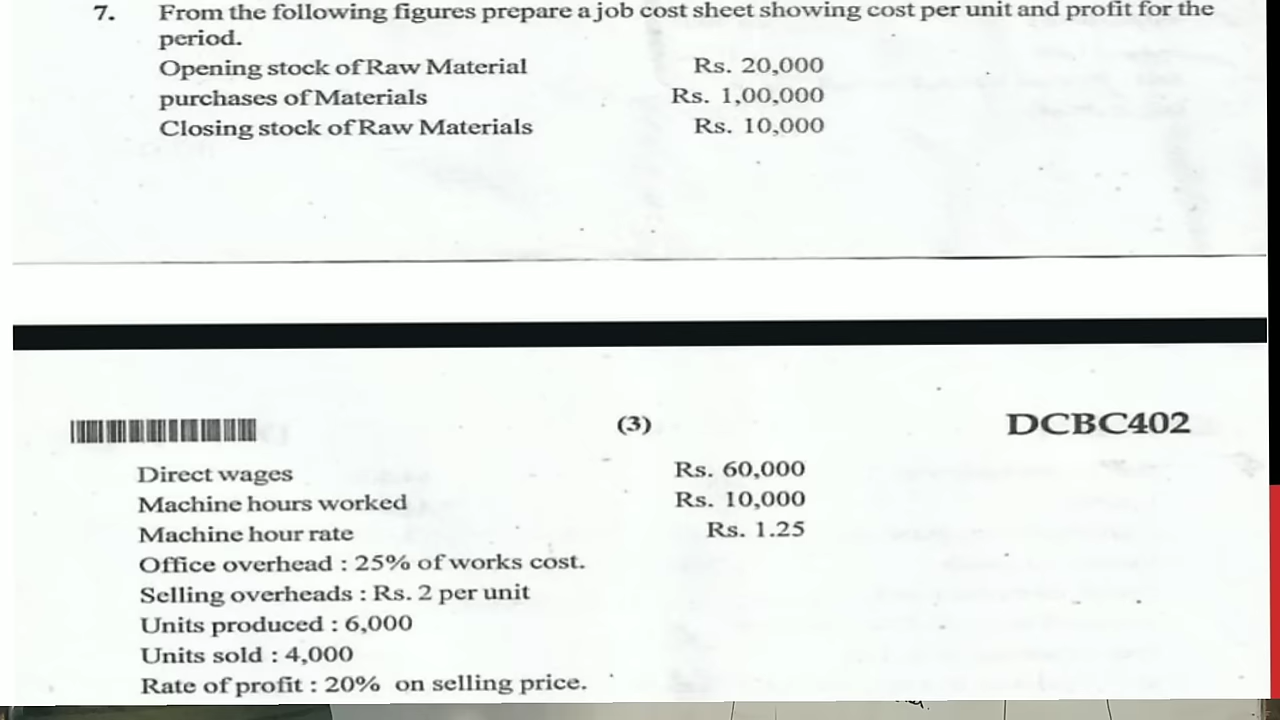 7. From the following figures prepare a job cost sheet showing cost per unit and profit for the
period.
Opening stock of Raw Material Rs. 20,000
purchases of Materials Rs. 1,00,000
Closing stock of Raw Materials Rs. 10,000
(3) DCBC402
Direct wages Rs. 60,000
Machine hours worked Rs. 10,000
Machine hour rate Rs. 1.25
Office overhead : 25% of works cost.
Selling overheads : Rs. 2 per unit
Units produced : 6,000
Units sold : 4,000
Rate of profit : 20% on selling price.